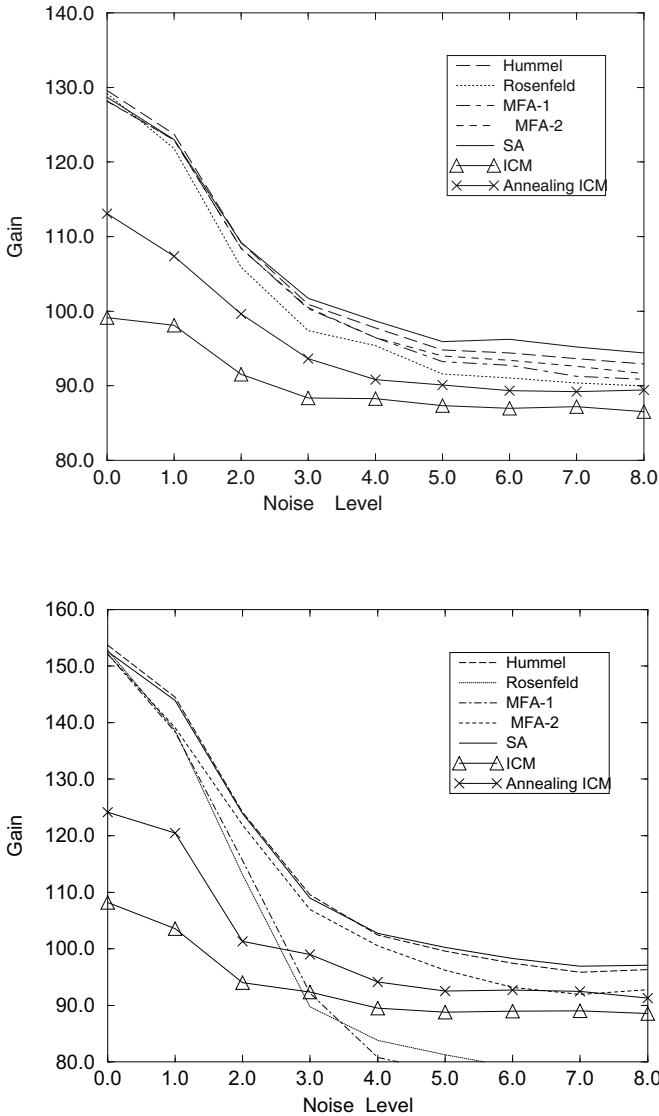 140.0
130.0
120.0
110.0
100.0
90.0
80.0
Gain
Hummel
Rosenfeld
MFA-1
MFA-2
SA
ICM
Annealing ICM
0.0 1.0 2.0 3.0 4.0 5.0 6.0 7.0 8.0
Noise Level
160.0
150.0
140.0
130.0
120.0
110.0
100.0
90.0
80.0
Gain
Hummel
Rosenfeld
MFA-1
MFA-2
SA
ICM
Annealing ICM
0.0 1.0 2.0 3.0 4.0 5.0 6.0 7.0 8.0
Noise Level